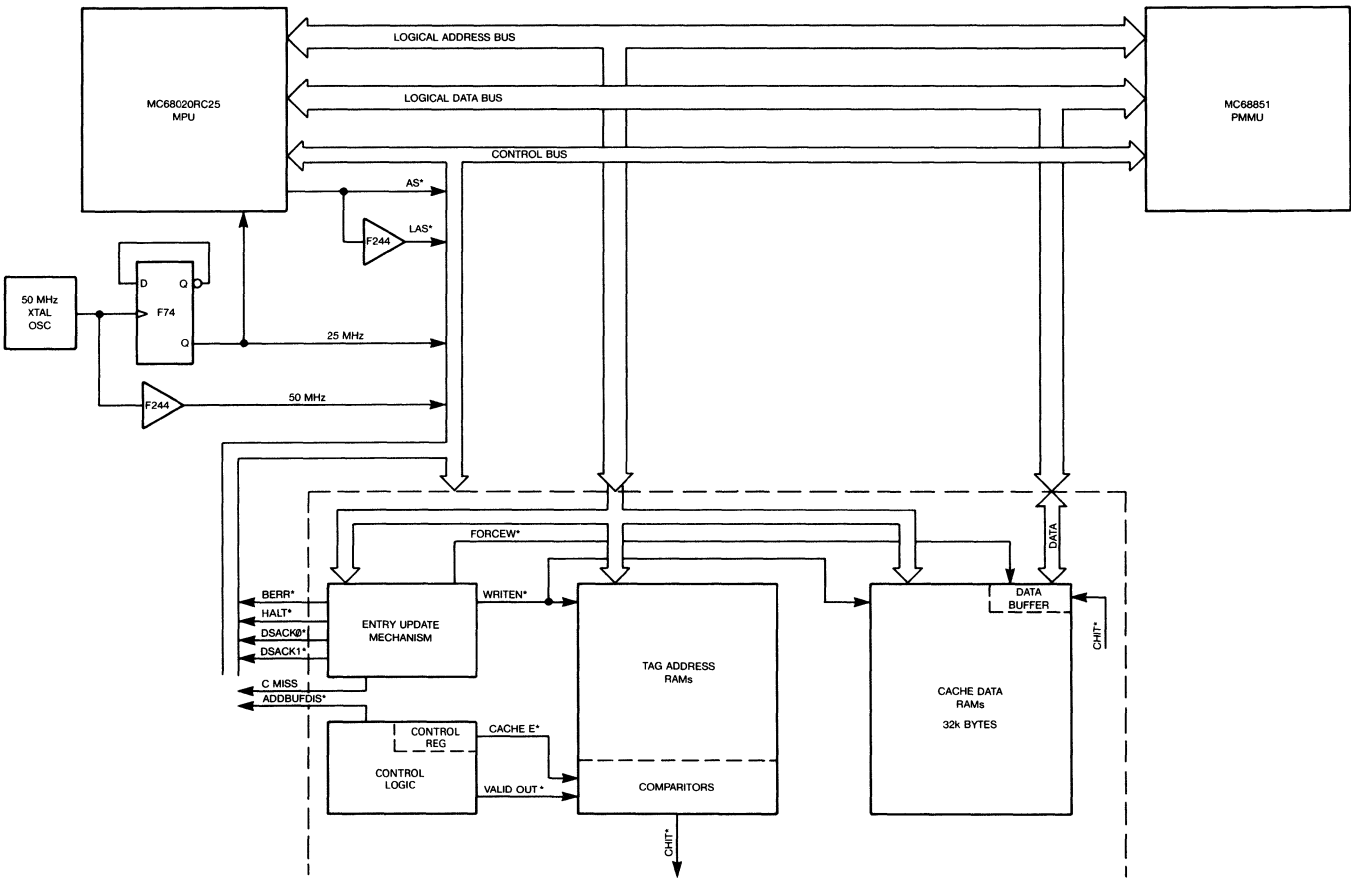 LOGICAL ADDRESS BUS
MC68020RC25
MPU
LOGICAL DATA BUS
MC68851
PMMU
CONTROL BUS
AS*
F244
LAS*
50 MHz
XTAL
OSC
D
Q
F74
Q
25 MHz
F244
50 MHz
FORCEW*
DATA
BERR*
HALT*
DSACKØ*
DSACK1*
ENTRY UPDATE
MECHANISM
WRITEN*
DATA
BUFFER
CHIT*
TAG ADDRESS
RAMs
CACHE DATA
RAMs
32k BYTES
C MISS
ADDBUFDIS*
CONTROL
REG
CACHE E*
CONTROL
LOGIC
VALID OUT*
COMPARITORS
CHIT*